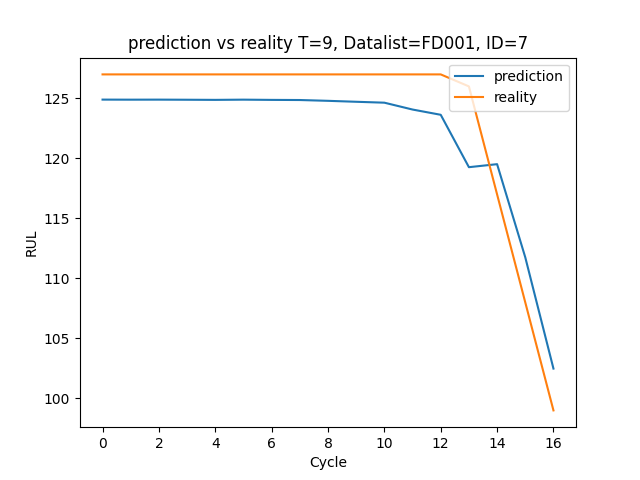 prediction vs reality T=9, Datalist=FD001, ID=7
prediction
reality
125
120
115
110
105
100
RUL
0 2 4 6 8 10 12 14 16
Cycle